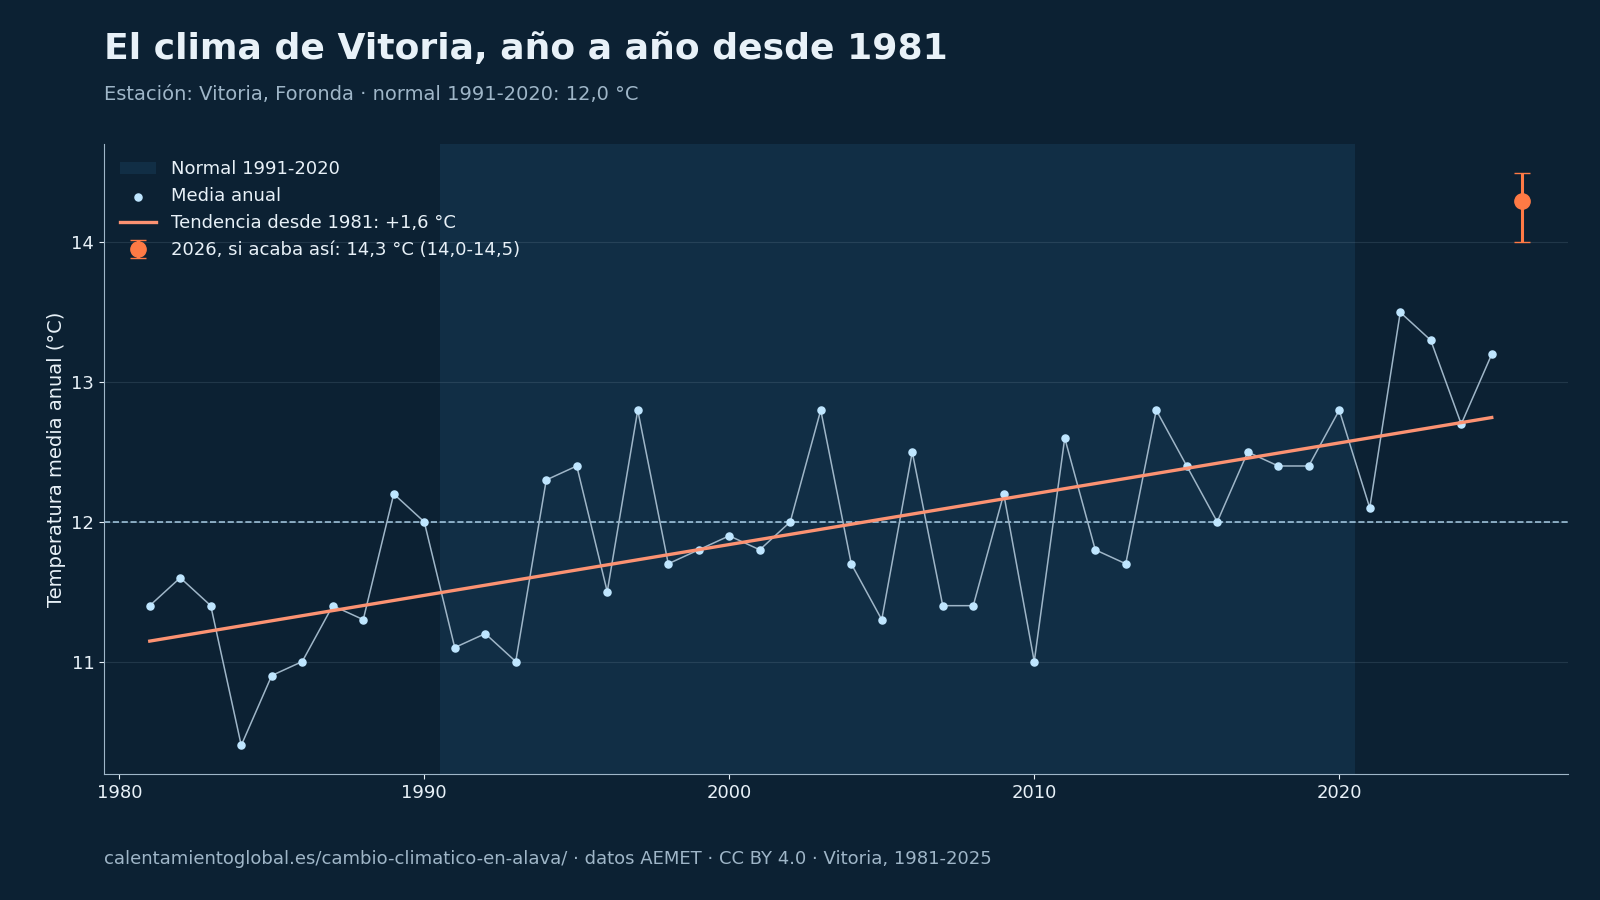 El clima de Vitoria, año a año desde 1981
Estación: Vitoria, Foronda · normal 1991-2020: 12,0 °C
Normal 1991-2020
Media anual
Tendencia desde 1981: +1,6 °C
2026, si acaba así: 14,3 °C (14,0-14,5)
Temperatura media anual (°C)
14
13
12
11
1980 1990 2000 2010 2020
calentamientoglobal.es/cambio-climatico-en-alava/ · datos AEMET · CC BY 4.0 · Vitoria, 1981-2025